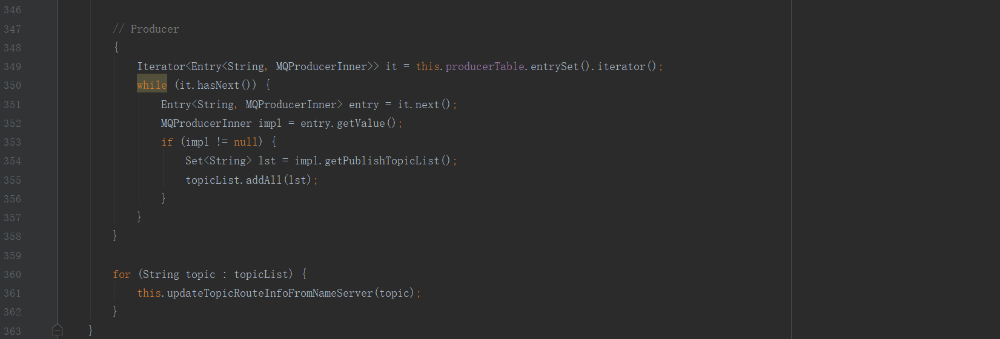 346
347 // Producer
348 {
349 Iterator<Entry<String, MQProducerInner>> it = this.producerTable.entrySet().iterator();
350 while (it.hasNext()) {
351 Entry<String, MQProducerInner> entry = it.next();
352 MQProducerInner impl = entry.getValue();
353 if (impl != null) {
354 Set<String> lst = impl.getPublishTopicList();
355 topicList.addAll(lst);
356 }
357 }
358 }
359
360 for (String topic : topicList) {
361 this.updateTopicRouteInfoFromNameServer(topic);
362 }
363 }